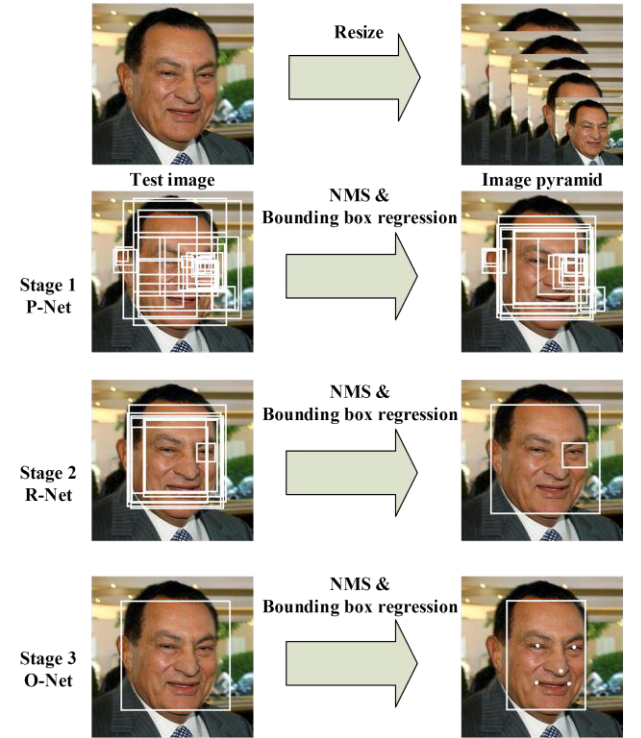 Resize
Test image
Image pyramid
NMS &
Bounding box regression
Stage 1
P-Net
NMS &
Bounding box regression
Stage 2
R-Net
NMS &
Bounding box regression
Stage 3
O-Net